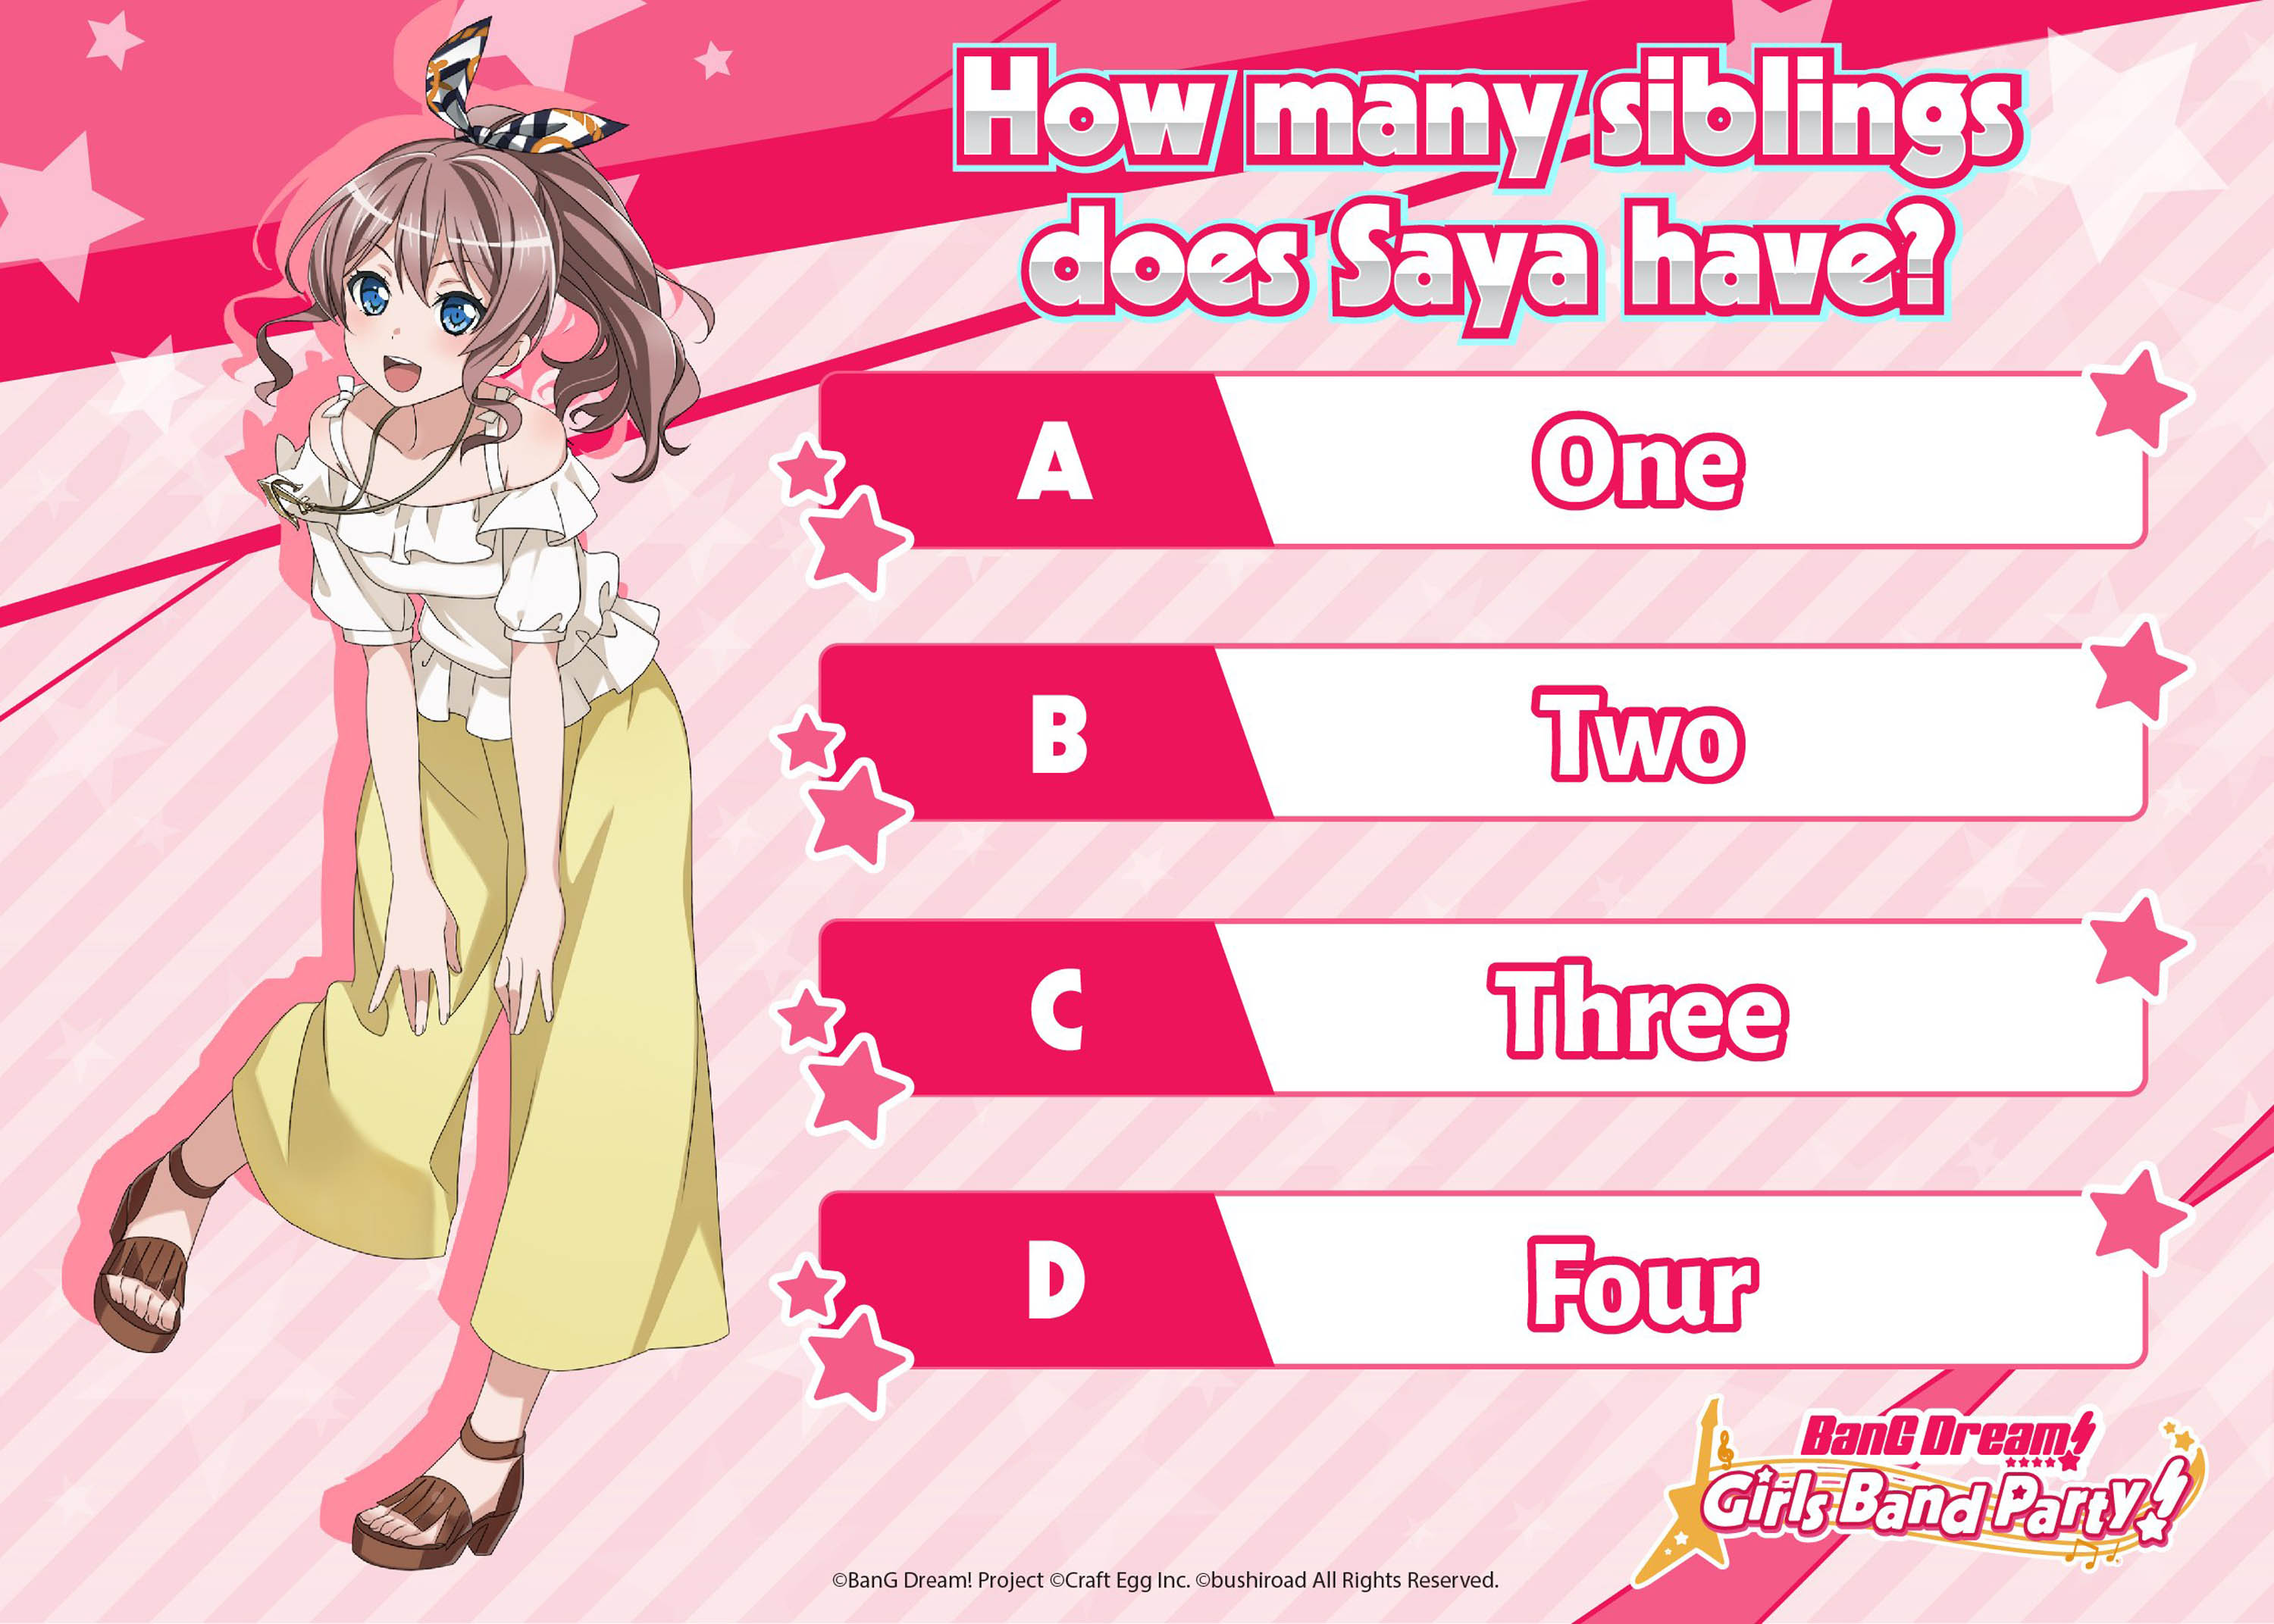 How many siblings
does Saya have?
A
One
B
Two
C
Three
D
Four
BanG Dream!
Girls Band Party!
©BanG Dream! Project ©Craft Egg Inc. ©bushiroad All Rights Reserved.